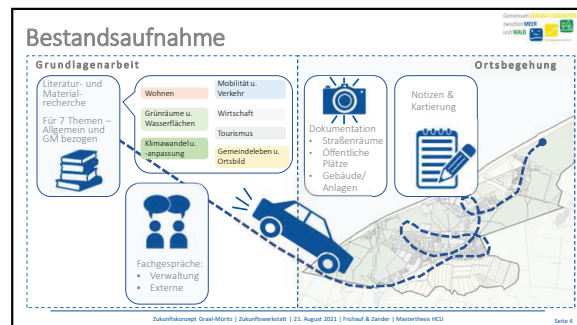 Gemeinsam ZUKUNFT GESTALTEN
zwischen MEER
und WALD
Bestandsaufnahme
Grundlagenarbeit
Literatur- und
Material-
recherche
Für 7 Themen –
Allgemein und
GM bezogen
Wohnen
Mobilität u.
Verkehr
Grünräume u.
Wasserflächen
Wirtschaft
Tourismus
Klimawandel u.
-anpassung
Gemeindeleben u.
Ortsbild
Fachgespräche:
▪ Verwaltung
▪ Externe
Ortsbegehung
Dokumentation
• Straßenräume
• Öffentliche
Plätze
• Gebäude/
Anlagen
Notizen &
Kartierung
Zukunftskonzept Graal-Müritz | Zukunftswerkstatt | 21. August 2021 | Frühauf & Zander | Masterthesis HCU
Seite 4